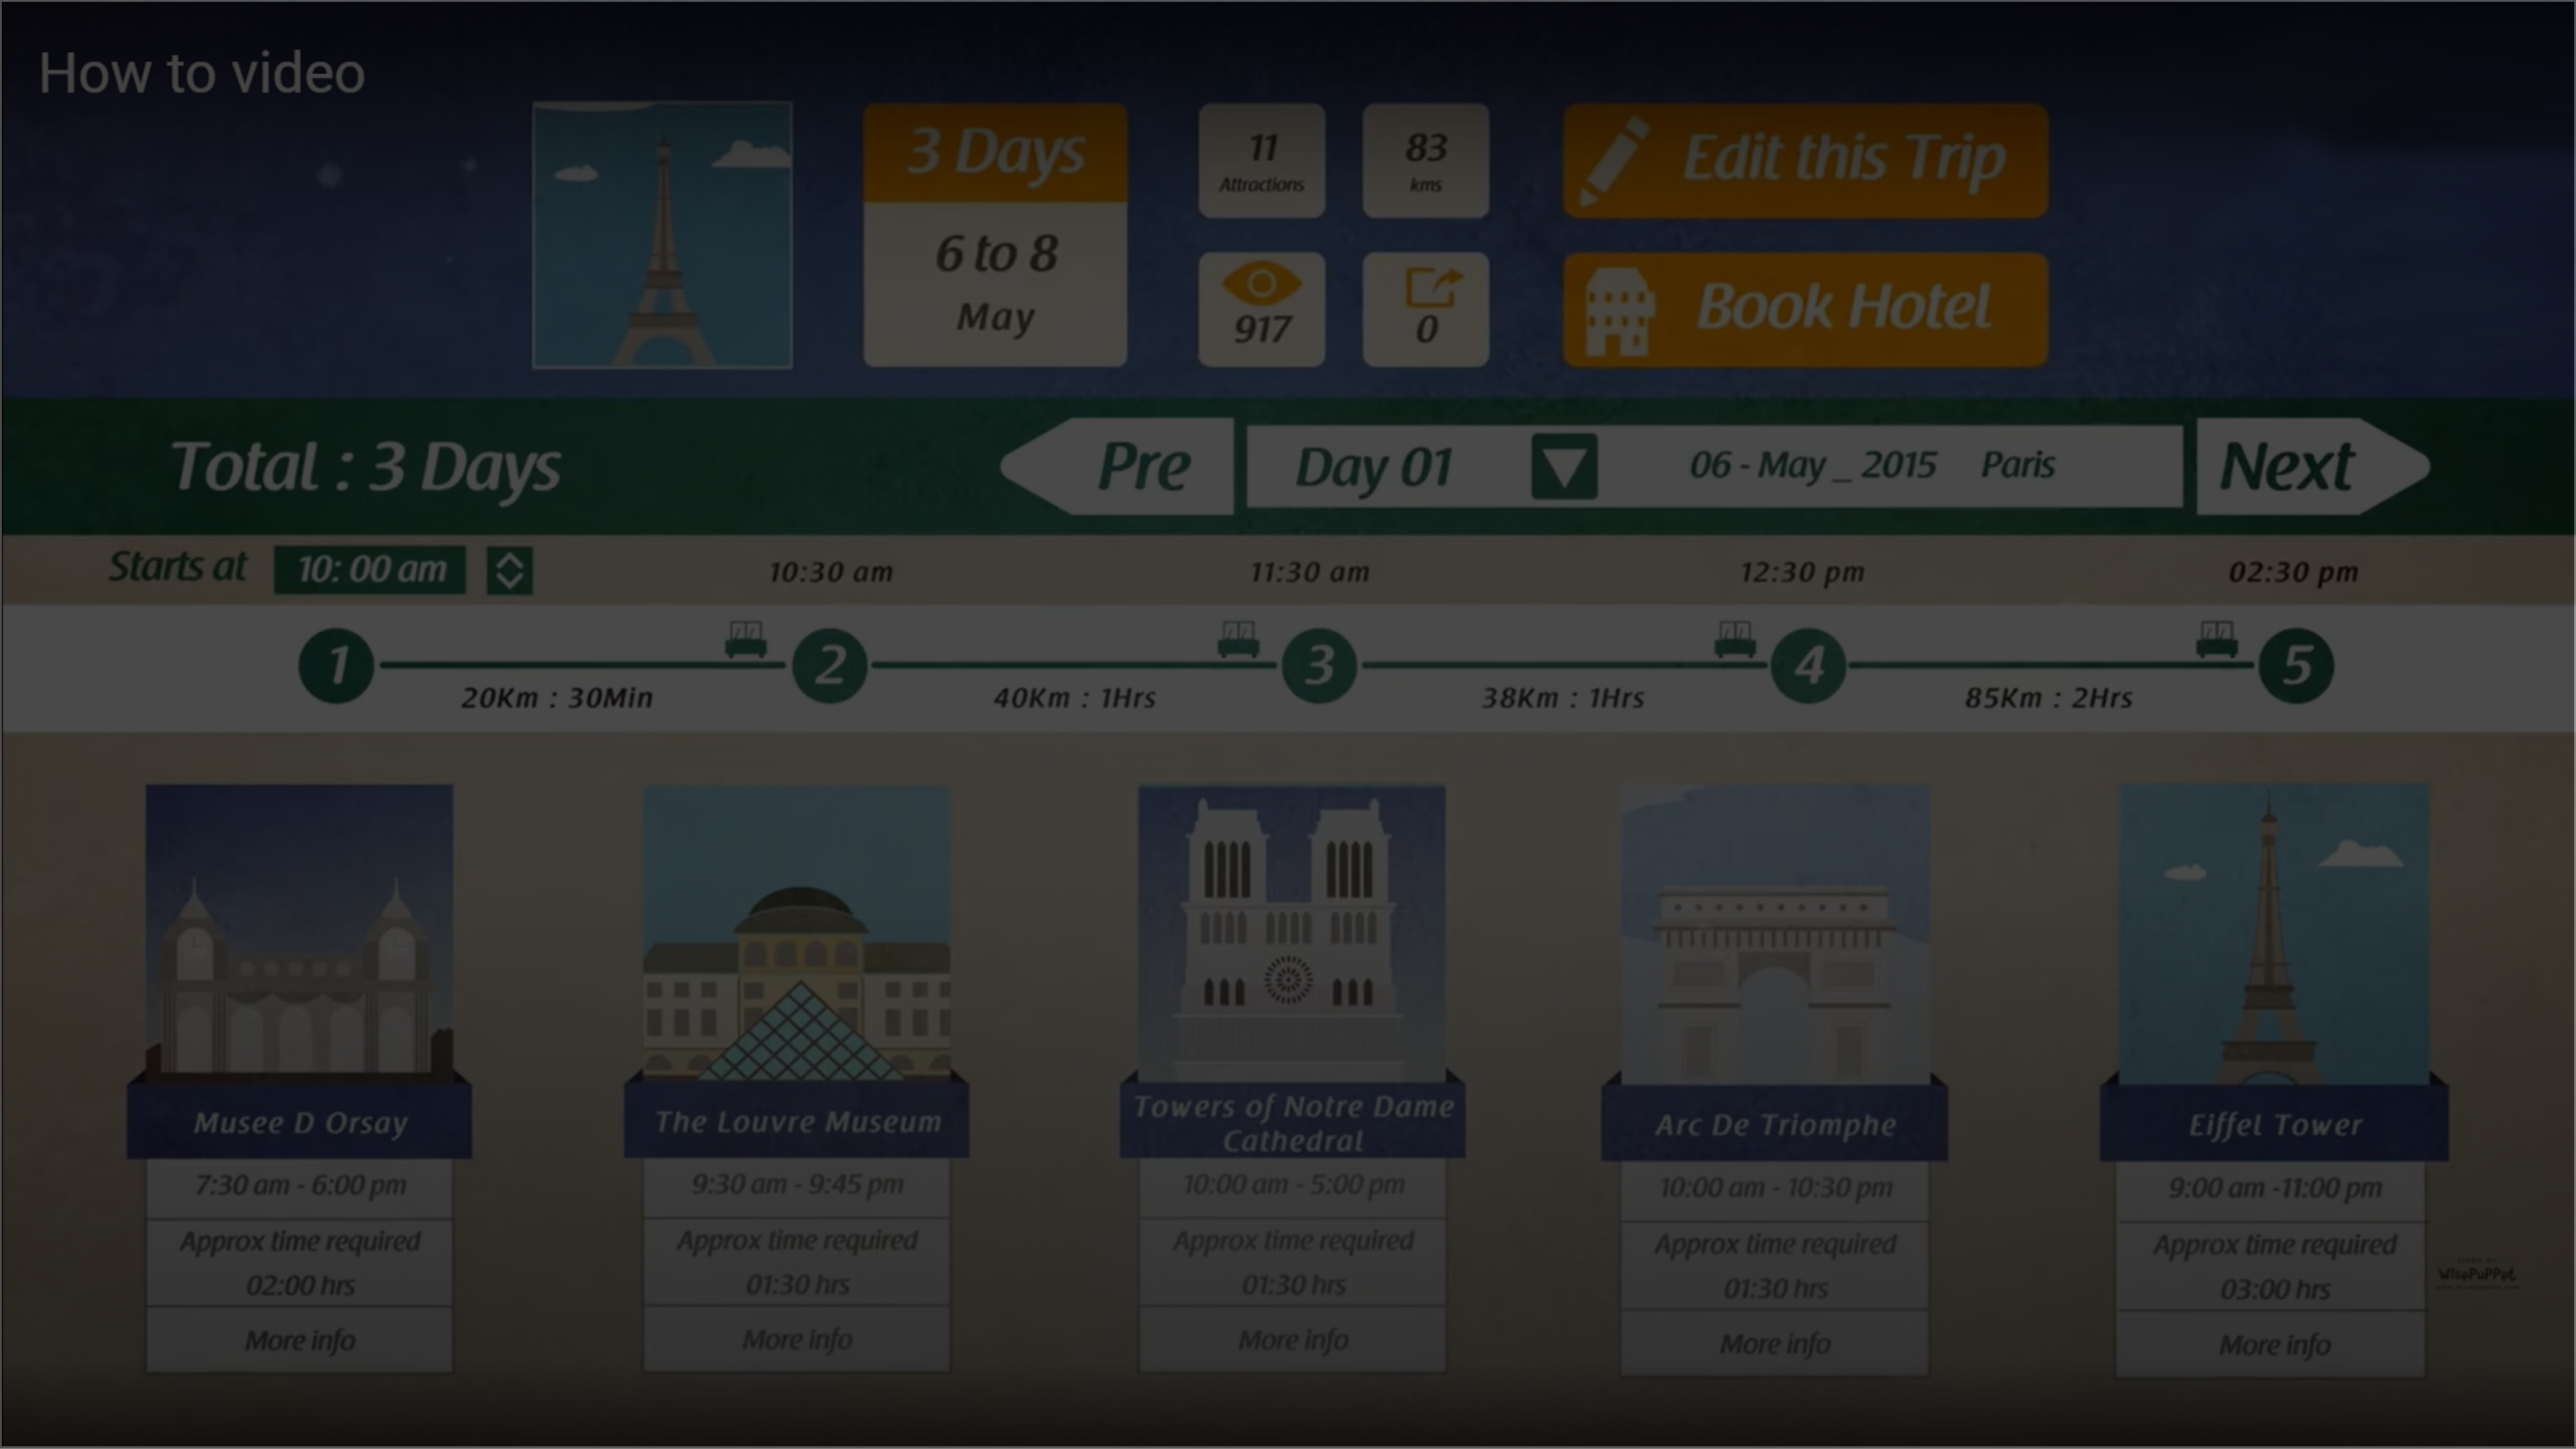 How to video
3 Days
6 to 8
May
11
Attractions
83
kms
917
0
Edit this Trip
Book Hotel
Total : 3 Days
Pre
Day 01
06 - May _ 2015 Paris
Next
Starts at 10: 00 am 10:30 am 11:30 am 12:30 pm 02:30 pm
1 2 3 4 5
20Km : 30Min 40Km : 1Hrs 38Km : 1Hrs 85Km : 2Hrs
Musee D Orsay
7:30 am - 6:00 pm
Approx time required
02:00 hrs
More info
The Louvre Museum
9:30 am - 9:45 pm
Approx time required
01:30 hrs
More info
Towers of Notre Dame
Cathedral
10:00 am - 5:00 pm
Approx time required
01:30 hrs
More info
Arc De Triomphe
10:00 am - 10:30 pm
Approx time required
01:30 hrs
More info
Eiffel Tower
9:00 am -11:00 pm
Approx time required
03:00 hrs
More info
WisePuPPet